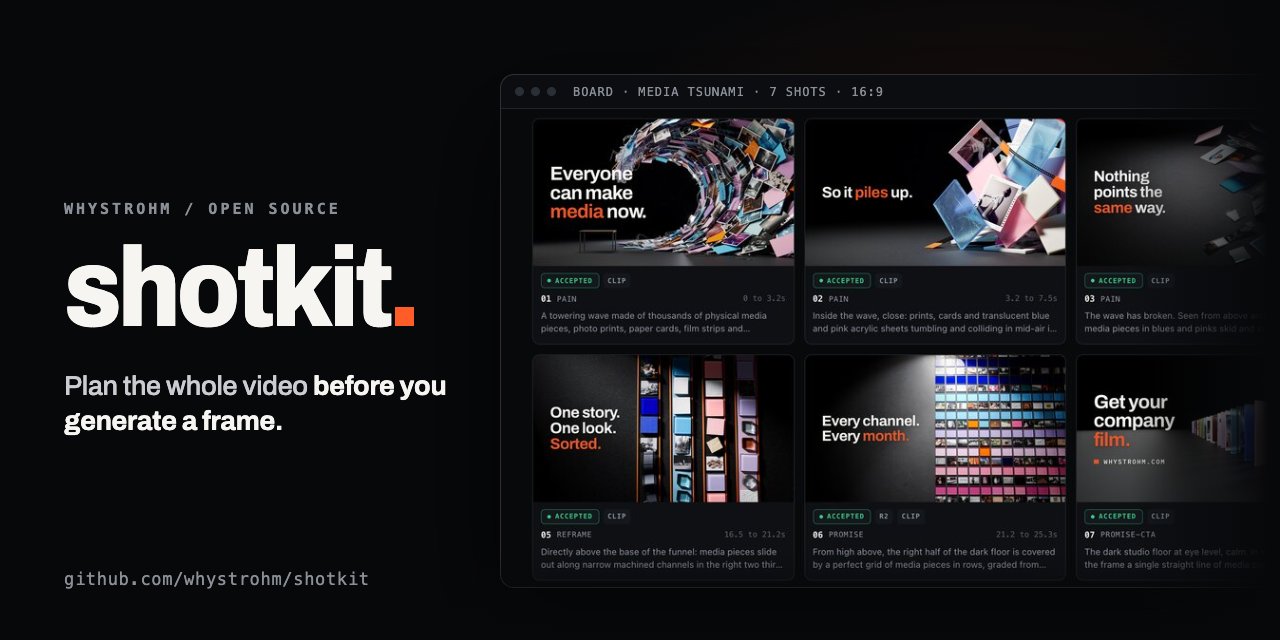 WHYSTROHM / OPEN SOURCE
shotkit.
Plan the whole video before you
generate a frame.
github.com/whystrohm/shotkit
BOARD · MEDIA TSUNAMI · 7 SHOTS · 16:9
Everyone
can make
media now.
ACCEPTED CLIP
01 PAIN 0 to 3.2s
A towering wave made of thousands of physical media
pieces, photo prints, paper cards, film strips and...
So it piles up.
ACCEPTED CLIP
02 PAIN 3.2 to 7.5s
Inside the wave, close: prints, cards and translucent blue
and pink acrylic sheets tumbling and colliding in mid-air i...
Nothing
points the
same way.
ACCEPTED CLIP
03 PAIN
The wave has broken. Seen from above
media pieces in blues and pinks skid and
One story.
One look.
Sorted.
ACCEPTED CLIP
05 REFRAME 16.5 to 21.2s
Directly above the base of the funnel: media pieces slide
out along narrow machined channels in the right two thir...
Every channel.
Every month.
ACCEPTED R2 CLIP
06 PROMISE 21.2 to 25.3s
From high above, the right half of the dark floor is covered
by a perfect grid of media pieces in rows, graded from...
Get your
company
film.
WHYSTROHM.COM
ACCEPTED CLIP
07 PROMISE-CTA
The dark studio floor at eye level, calm.
the frame a single straight line of media